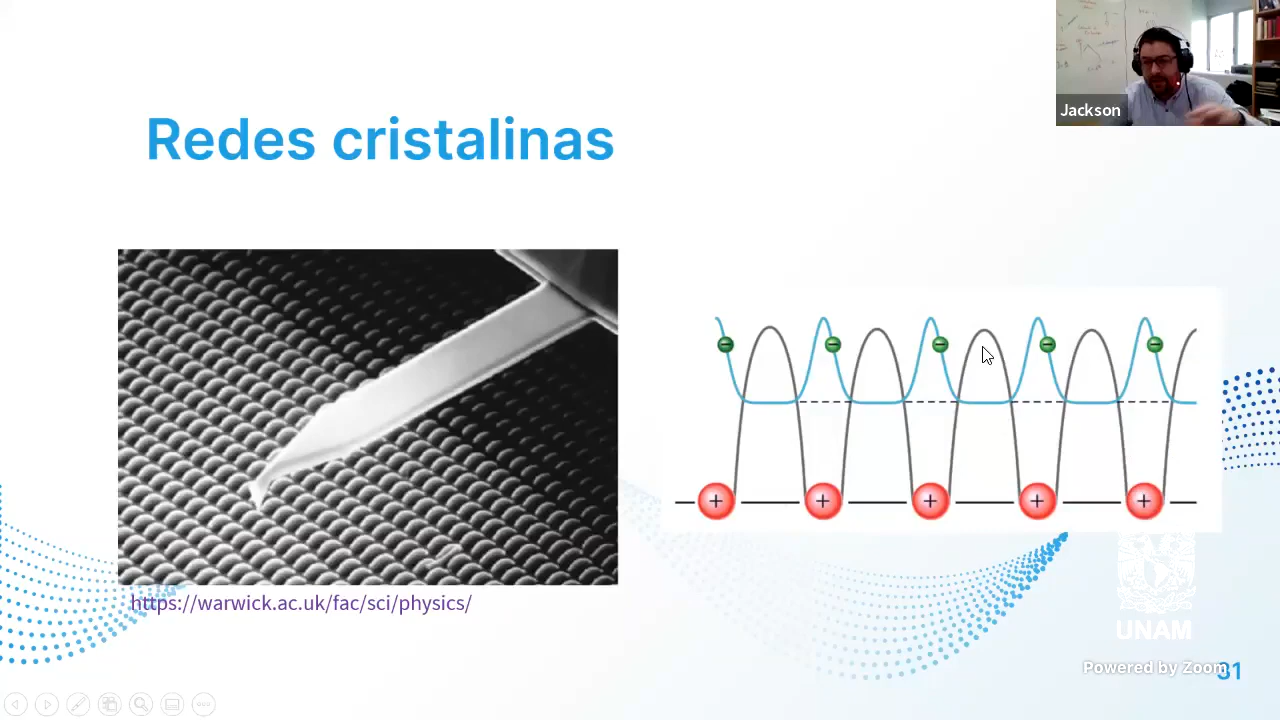 Jackson
Redes cristalinas
− − − − −
+ + + + +
https://warwick.ac.uk/fac/sci/physics/
UNAM
Powered by Zoom
31